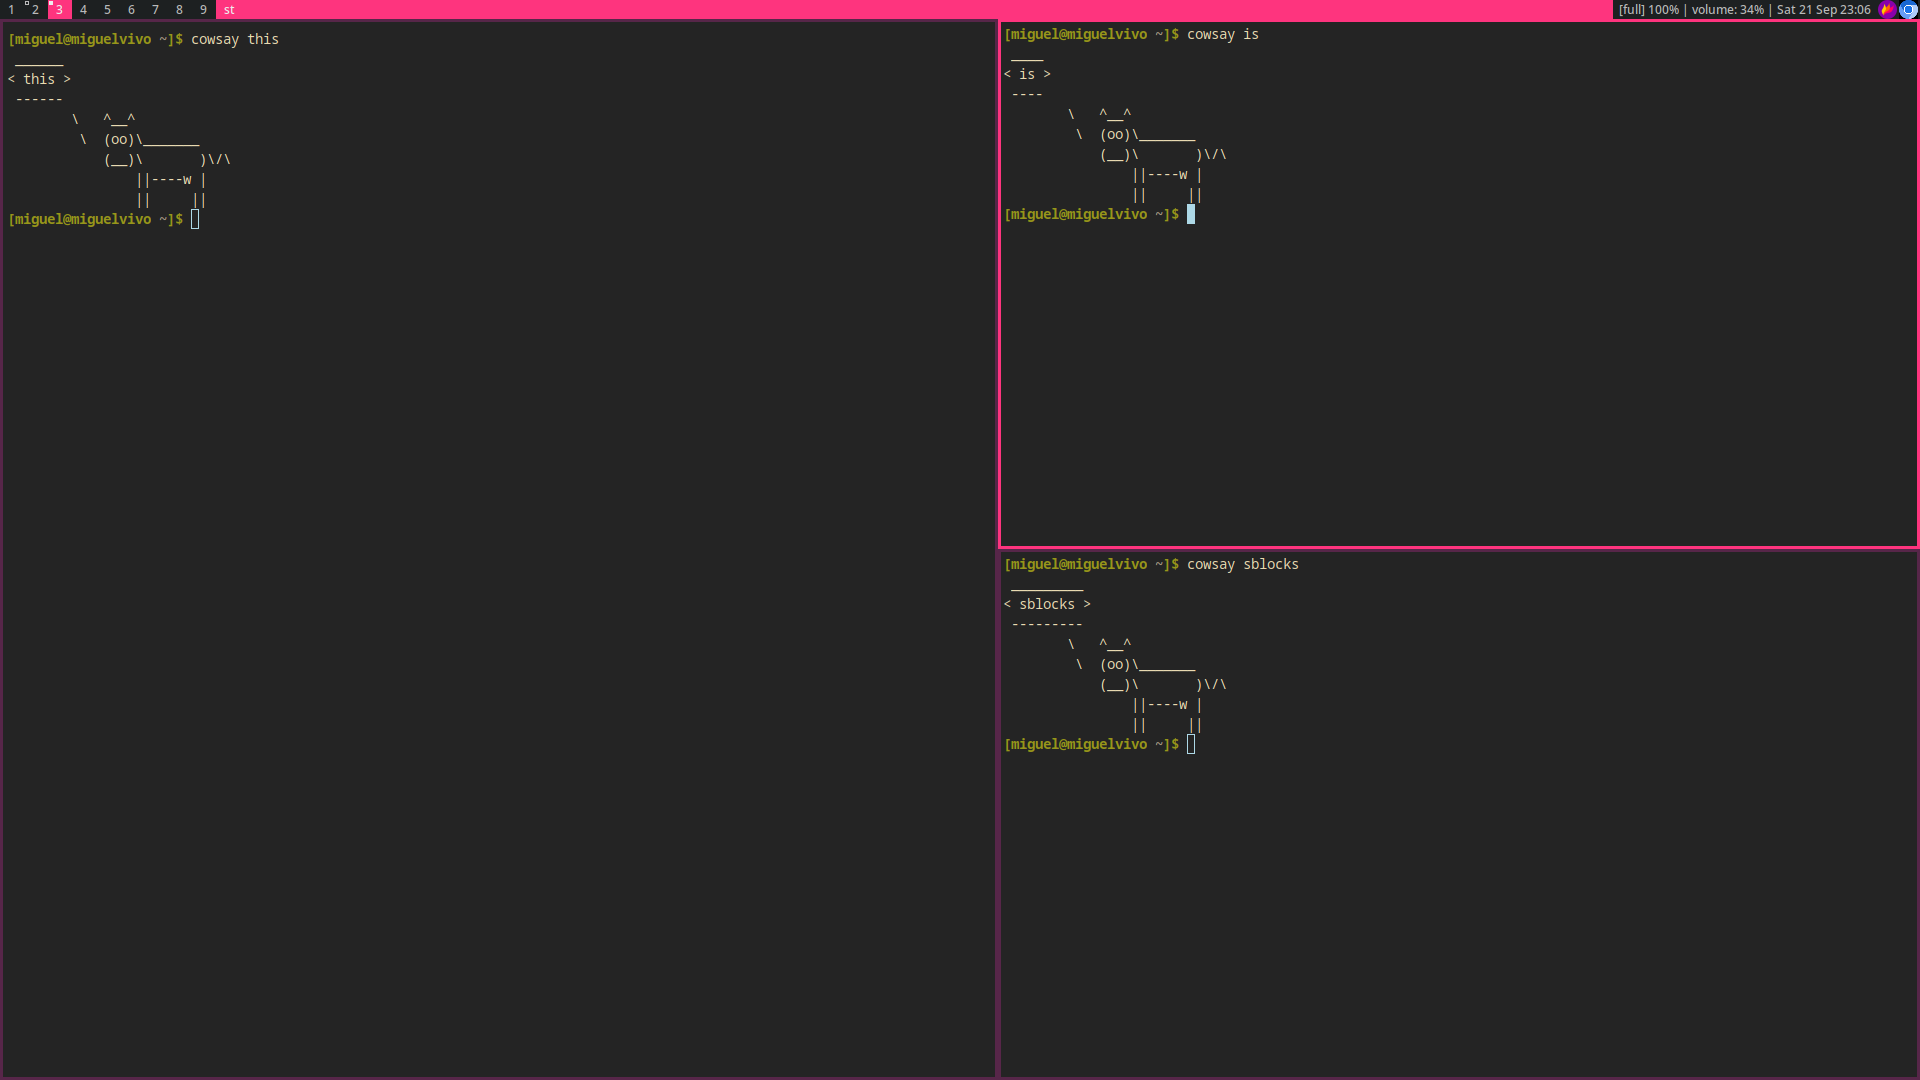 1 2 3 4 5 6 7 8 9 st [full] 100% | volume: 34% | Sat 21 Sep 23:06
[miguel@miguelvivo ~]$ cowsay this
 ______
< this >
 ------
        \   ^__^
         \  (oo)\_______
            (__)\       )\/\
                ||----w |
                ||     ||
[miguel@miguelvivo ~]$
[miguel@miguelvivo ~]$ cowsay is
 ____
< is >
 ----
        \   ^__^
         \  (oo)\_______
            (__)\       )\/\
                ||----w |
                ||     ||
[miguel@miguelvivo ~]$
[miguel@miguelvivo ~]$ cowsay sblocks
 _________
< sblocks >
 ---------
        \   ^__^
         \  (oo)\_______
            (__)\       )\/\
                ||----w |
                ||     ||
[miguel@miguelvivo ~]$